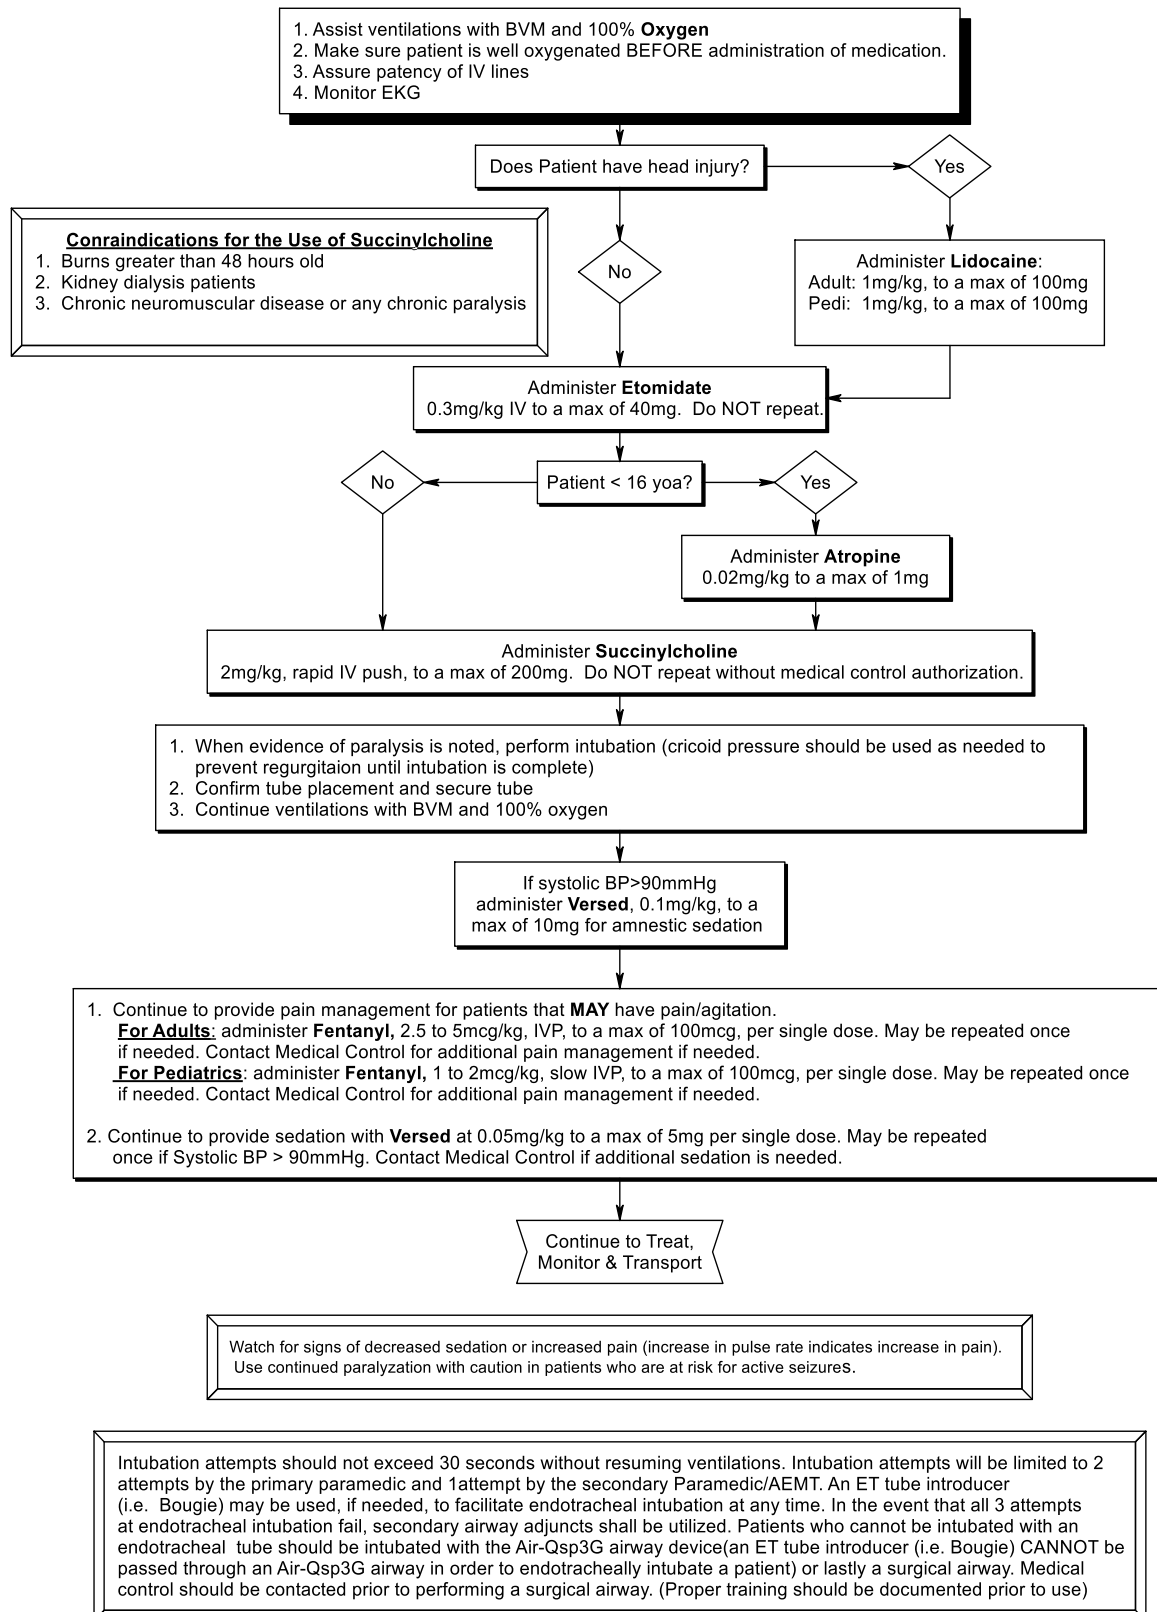 1. Assist ventilations with BVM and 100% Oxygen
2. Make sure patient is well oxygenated BEFORE administration of medication.
3. Assure patency of IV lines
4. Monitor EKG
Does Patient have head injury?
Yes
Conraindications for the Use of Succinylcholine
1. Burns greater than 48 hours old
2. Kidney dialysis patients
3. Chronic neuromuscular disease or any chronic paralysis
No
Administer Lidocaine:
Adult: 1mg/kg, to a max of 100mg
Pedi: 1mg/kg, to a max of 100mg
Administer Etomidate
0.3mg/kg IV to a max of 40mg. Do NOT repeat.
No
Patient < 16 yoa?
Yes
Administer Atropine
0.02mg/kg to a max of 1mg
Administer Succinylcholine
2mg/kg, rapid IV push, to a max of 200mg. Do NOT repeat without medical control authorization.
1. When evidence of paralysis is noted, perform intubation (cricoid pressure should be used as needed to
prevent regurgitaion until intubation is complete)
2. Confirm tube placement and secure tube
3. Continue ventilations with BVM and 100% oxygen
If systolic BP>90mmHg
administer Versed, 0.1mg/kg, to a
max of 10mg for amnestic sedation
1. Continue to provide pain management for patients that MAY have pain/agitation.
For Adults: administer Fentanyl, 2.5 to 5mcg/kg, IVP, to a max of 100mcg, per single dose. May be repeated once
if needed. Contact Medical Control for additional pain management if needed.
For Pediatrics: administer Fentanyl, 1 to 2mcg/kg, slow IVP, to a max of 100mcg, per single dose. May be repeated once
if needed. Contact Medical Control for additional pain management if needed.
2. Continue to provide sedation with Versed at 0.05mg/kg to a max of 5mg per single dose. May be repeated
once if Systolic BP > 90mmHg. Contact Medical Control if additional sedation is needed.
Continue to Treat,
Monitor & Transport
Watch for signs of decreased sedation or increased pain (increase in pulse rate indicates increase in pain).
Use continued paralyzation with caution in patients who are at risk for active seizures.
Intubation attempts should not exceed 30 seconds without resuming ventilations. Intubation attempts will be limited to 2
attempts by the primary paramedic and 1attempt by the secondary Paramedic/AEMT. An ET tube introducer
(i.e. Bougie) may be used, if needed, to facilitate endotracheal intubation at any time. In the event that all 3 attempts
at endotracheal intubation fail, secondary airway adjuncts shall be utilized. Patients who cannot be intubated with an
endotracheal tube should be intubated with the Air-Qsp3G airway device(an ET tube introducer (i.e. Bougie) CANNOT be
passed through an Air-Qsp3G airway in order to endotracheally intubate a patient) or lastly a surgical airway. Medical
control should be contacted prior to performing a surgical airway. (Proper training should be documented prior to use)